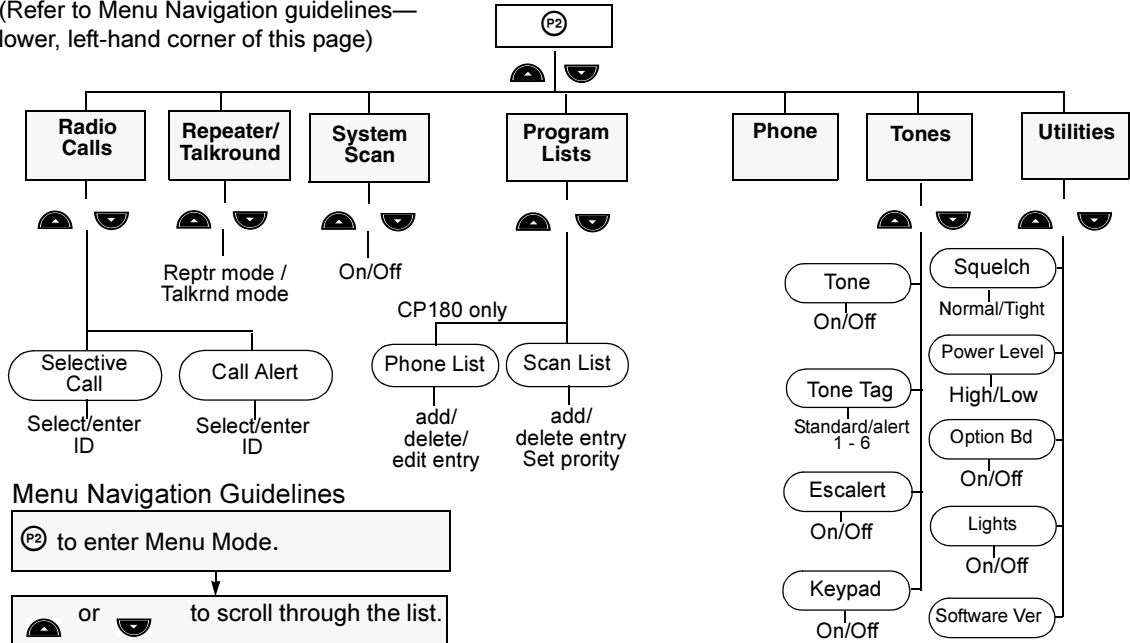 (Refer to Menu Navigation guidelines—
lower, left-hand corner of this page)
P2
Radio
Calls
Repeater/
Talkround
System
Scan
Program
Lists
Phone
Tones
Utilities
Reptr mode /
Talkrnd mode
On/Off
CP180 only
Selective
Call
Select/enter
ID
Call Alert
Select/enter
ID
Phone List
add/
delete/
edit entry
Scan List
add/
delete entry
Set prority
Tone
On/Off
Tone Tag
Standard/alert
1 - 6
Escalert
On/Off
Keypad
On/Off
Squelch
Normal/Tight
Power Level
High/Low
Option Bd
On/Off
Lights
On/Off
Software Ver
Menu Navigation Guidelines
P2 to enter Menu Mode.
or to scroll through the list.